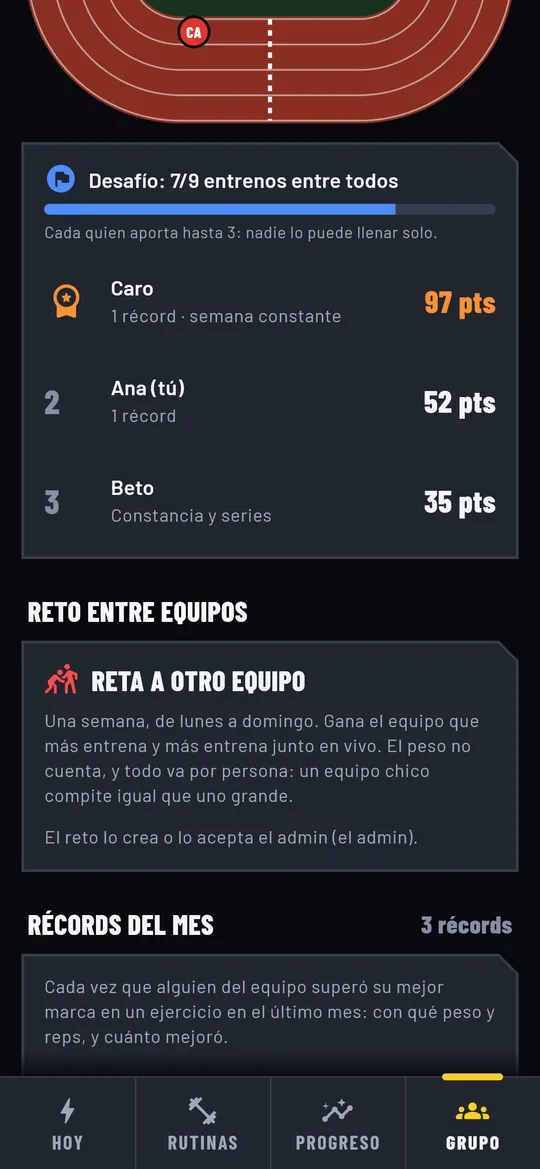 CA
Desafío: 7/9 entrenos entre todos
Cada quien aporta hasta 3: nadie lo puede llenar solo.
Caro
1 récord · semana constante
97 pts
2
Ana (tú)
1 récord
52 pts
3
Beto
Constancia y series
35 pts
RETO ENTRE EQUIPOS
RETA A OTRO EQUIPO
Una semana, de lunes a domingo. Gana el equipo que
más entrena y más entrena junto en vivo. El peso no
cuenta, y todo va por persona: un equipo chico
compite igual que uno grande.
El reto lo crea o lo acepta el admin (el admin).
RÉCORDS DEL MES
3 récords
Cada vez que alguien del equipo superó su mejor
marca en un ejercicio en el último mes: con qué peso y
reps, y cuánto mejoró.
HOY
RUTINAS
PROGRESO
GRUPO